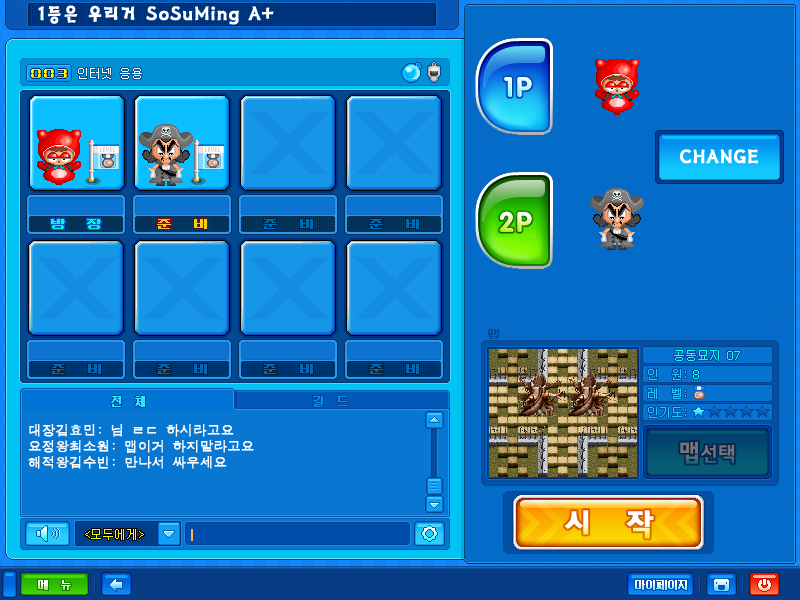 1등은 우리거 SoSuMing A+
003 인터넷 응용
LEVEL
LEVEL
방 장
준 비
준 비
준 비
준 비
준 비
준 비
준 비
전 체
길 드
대장김효민: 님 ㄹㄷ 하시라고요
요정왕최소원: 맵이거 하지말라고요
해적왕김수빈: 만나서 싸우세요
<모두에게>
1P
CHANGE
2P
맵
공동묘지 07
인 원: 8
레 벨:
인기도:
맵선택
시 작
메 뉴
마이페이지